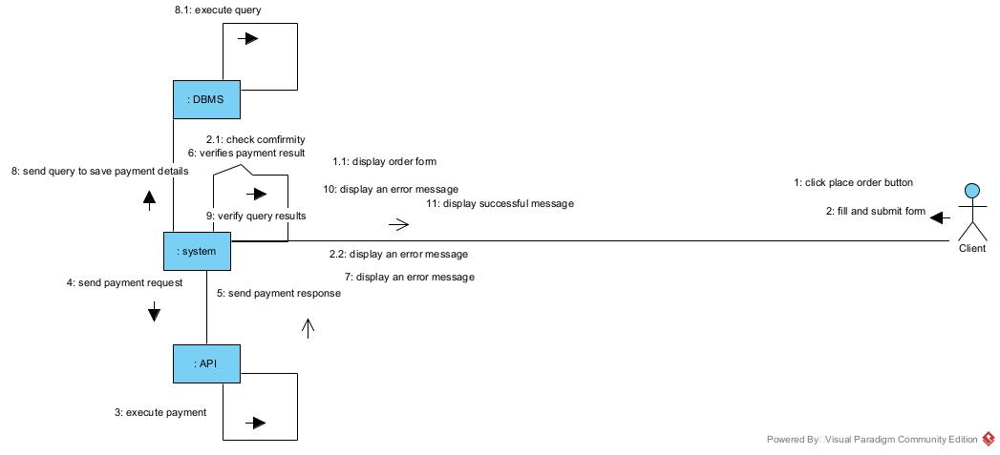 8.1: execute query
: DBMS
2.1: check comfirmity
6: verifies payment result
1.1: display order form
8: send query to save payment details
1: click place order button
10: display an error message
11: display successful message
2: fill and submit form
9: verify query results
: system
Client
2.2: display an error message
7: display an error message
4: send payment request
5: send payment response
: API
3: execute payment
Powered By Visual Paradigm Community Edition